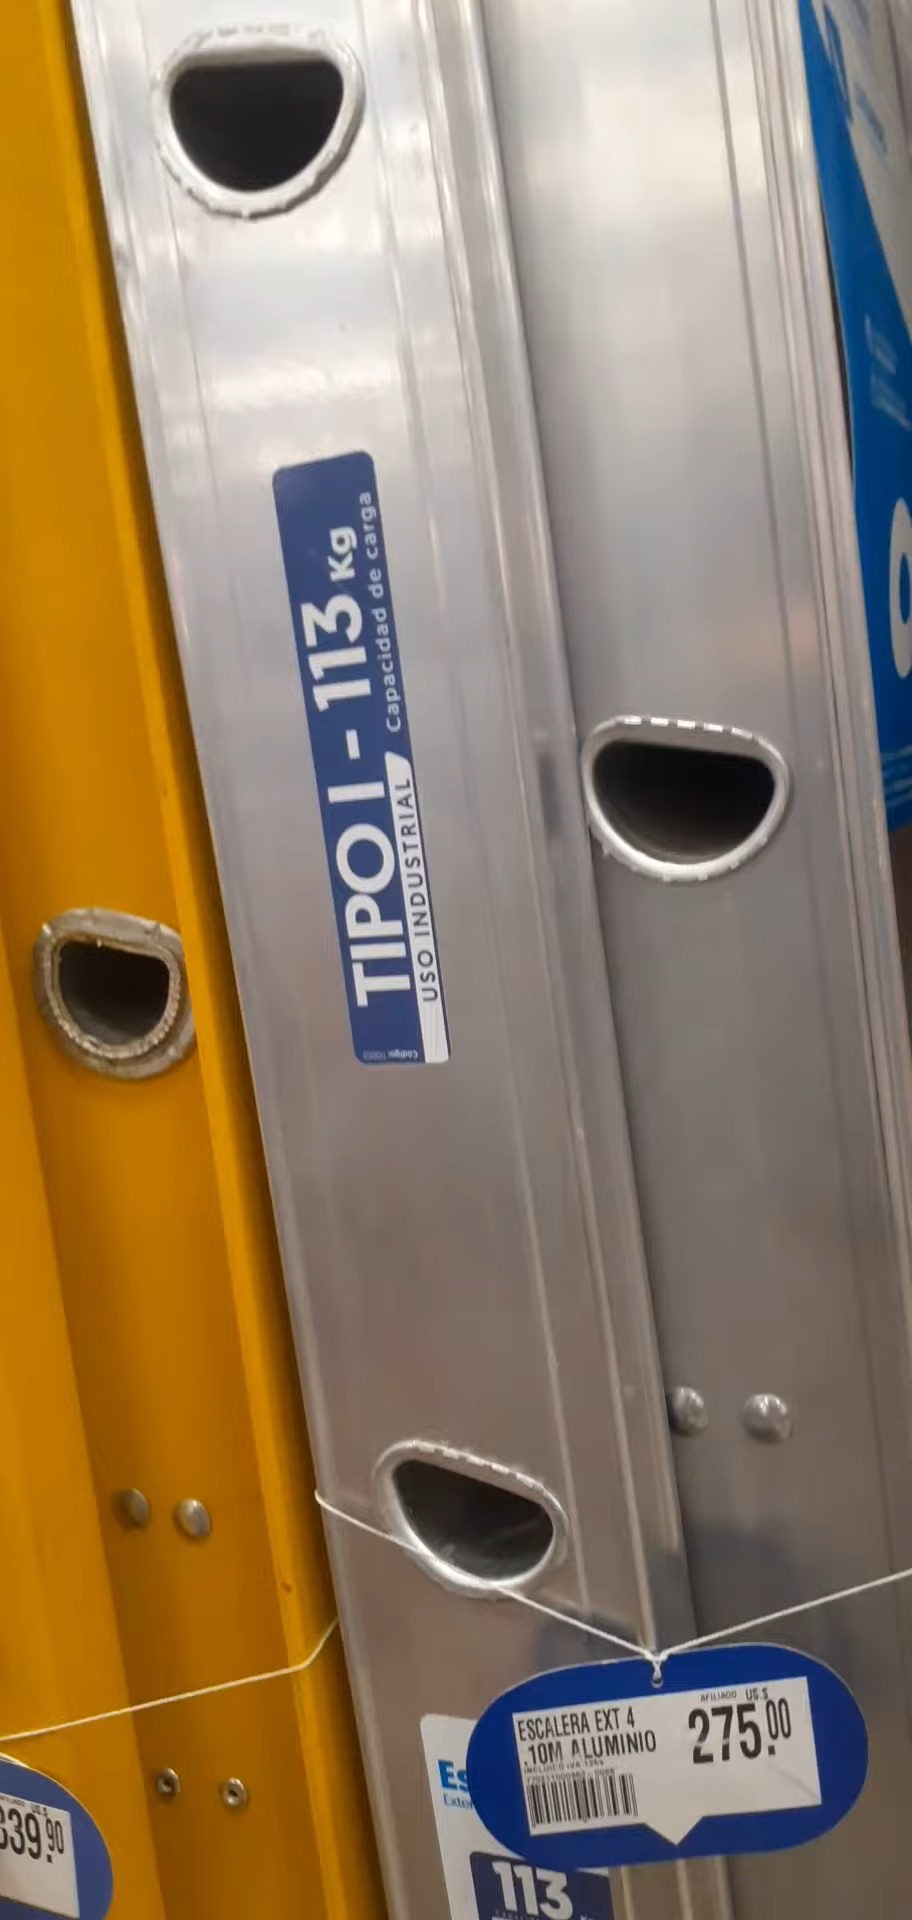 TIPO I - 113 Kg
Capacidad de carga
USO INDUSTRIAL
ESCALERA EXT 4
.10M ALUMINIO
AFILIADO US.$
275.00
39.90
113